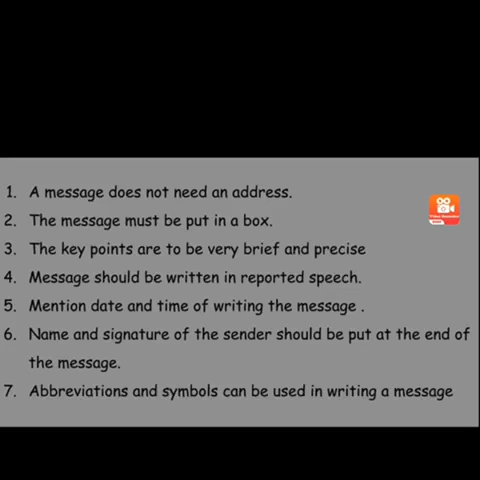 1. A message does not need an address.
2. The message must be put in a box.
3. The key points are to be very brief and precise
4. Message should be written in reported speech.
5. Mention date and time of writing the message .
6. Name and signature of the sender should be put at the end of
the message.
7. Abbreviations and symbols can be used in writing a message
Video Recorder